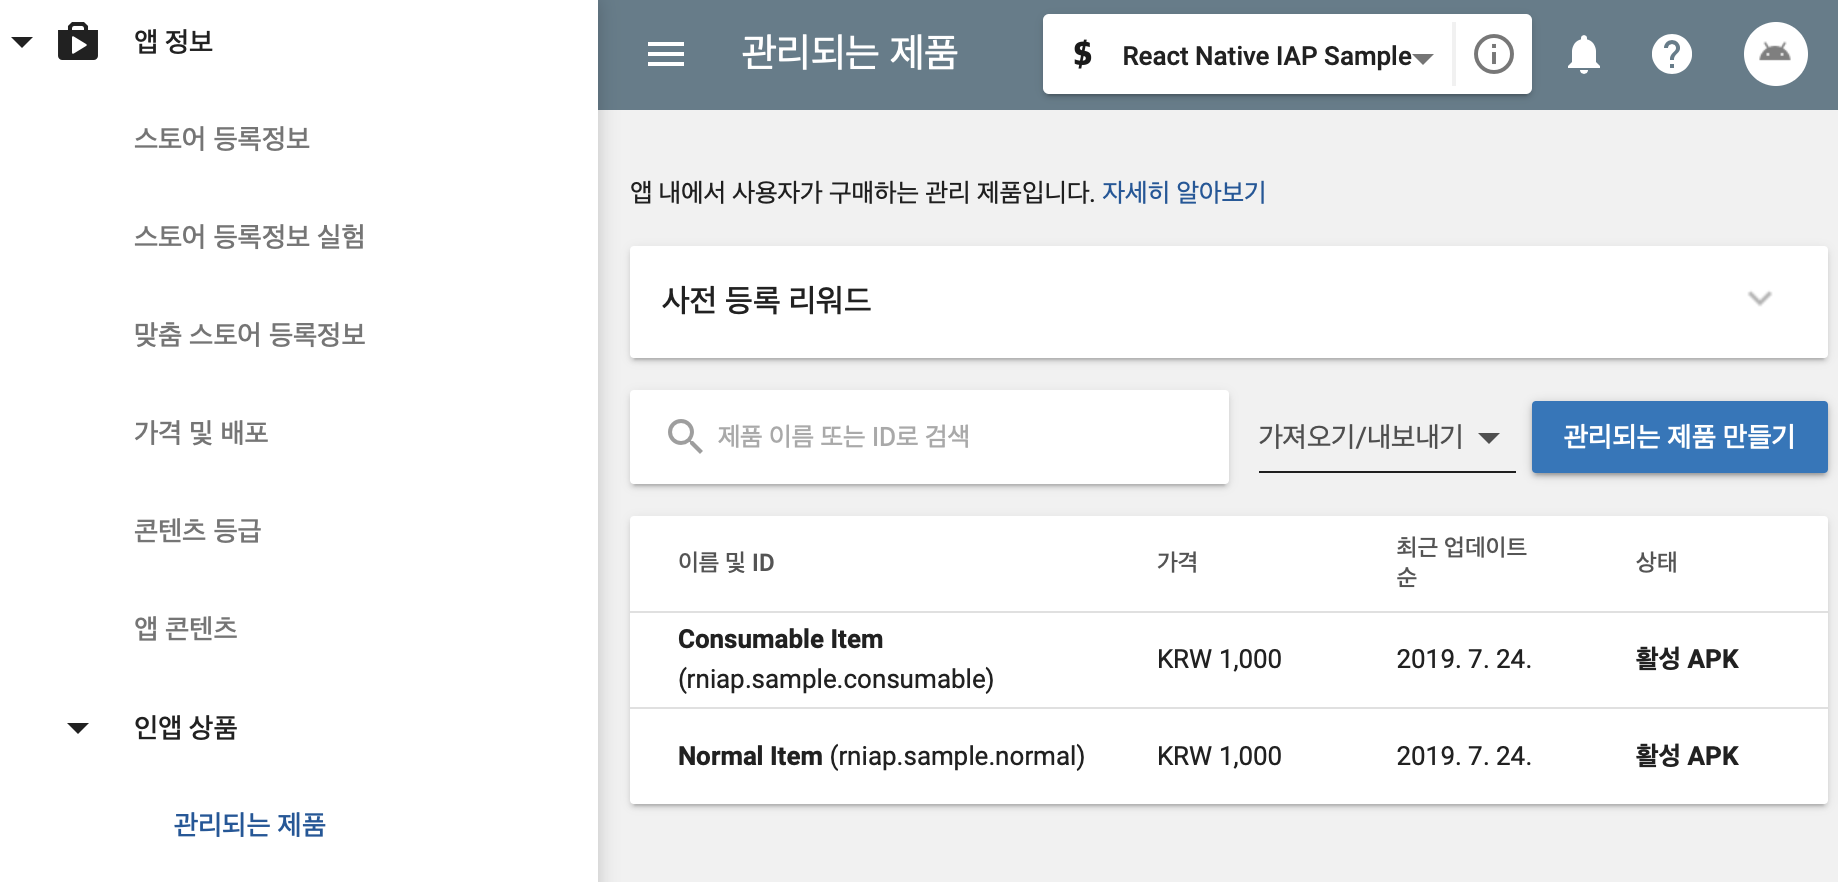 앱 정보
스토어 등록정보
스토어 등록정보 실험
맞춤 스토어 등록정보
가격 및 배포
콘텐츠 등급
앱 콘텐츠
인앱 상품
관리되는 제품
관리되는 제품
$ React Native IAP Sample
앱 내에서 사용자가 구매하는 관리 제품입니다. 자세히 알아보기
사전 등록 리워드
제품 이름 또는 ID로 검색
가져오기/내보내기
관리되는 제품 만들기
이름 및 ID
가격
최근 업데이트
순
상태
Consumable Item
(rniap.sample.consumable)
KRW 1,000
2019. 7. 24.
활성 APK
Normal Item (rniap.sample.normal)
KRW 1,000
2019. 7. 24.
활성 APK